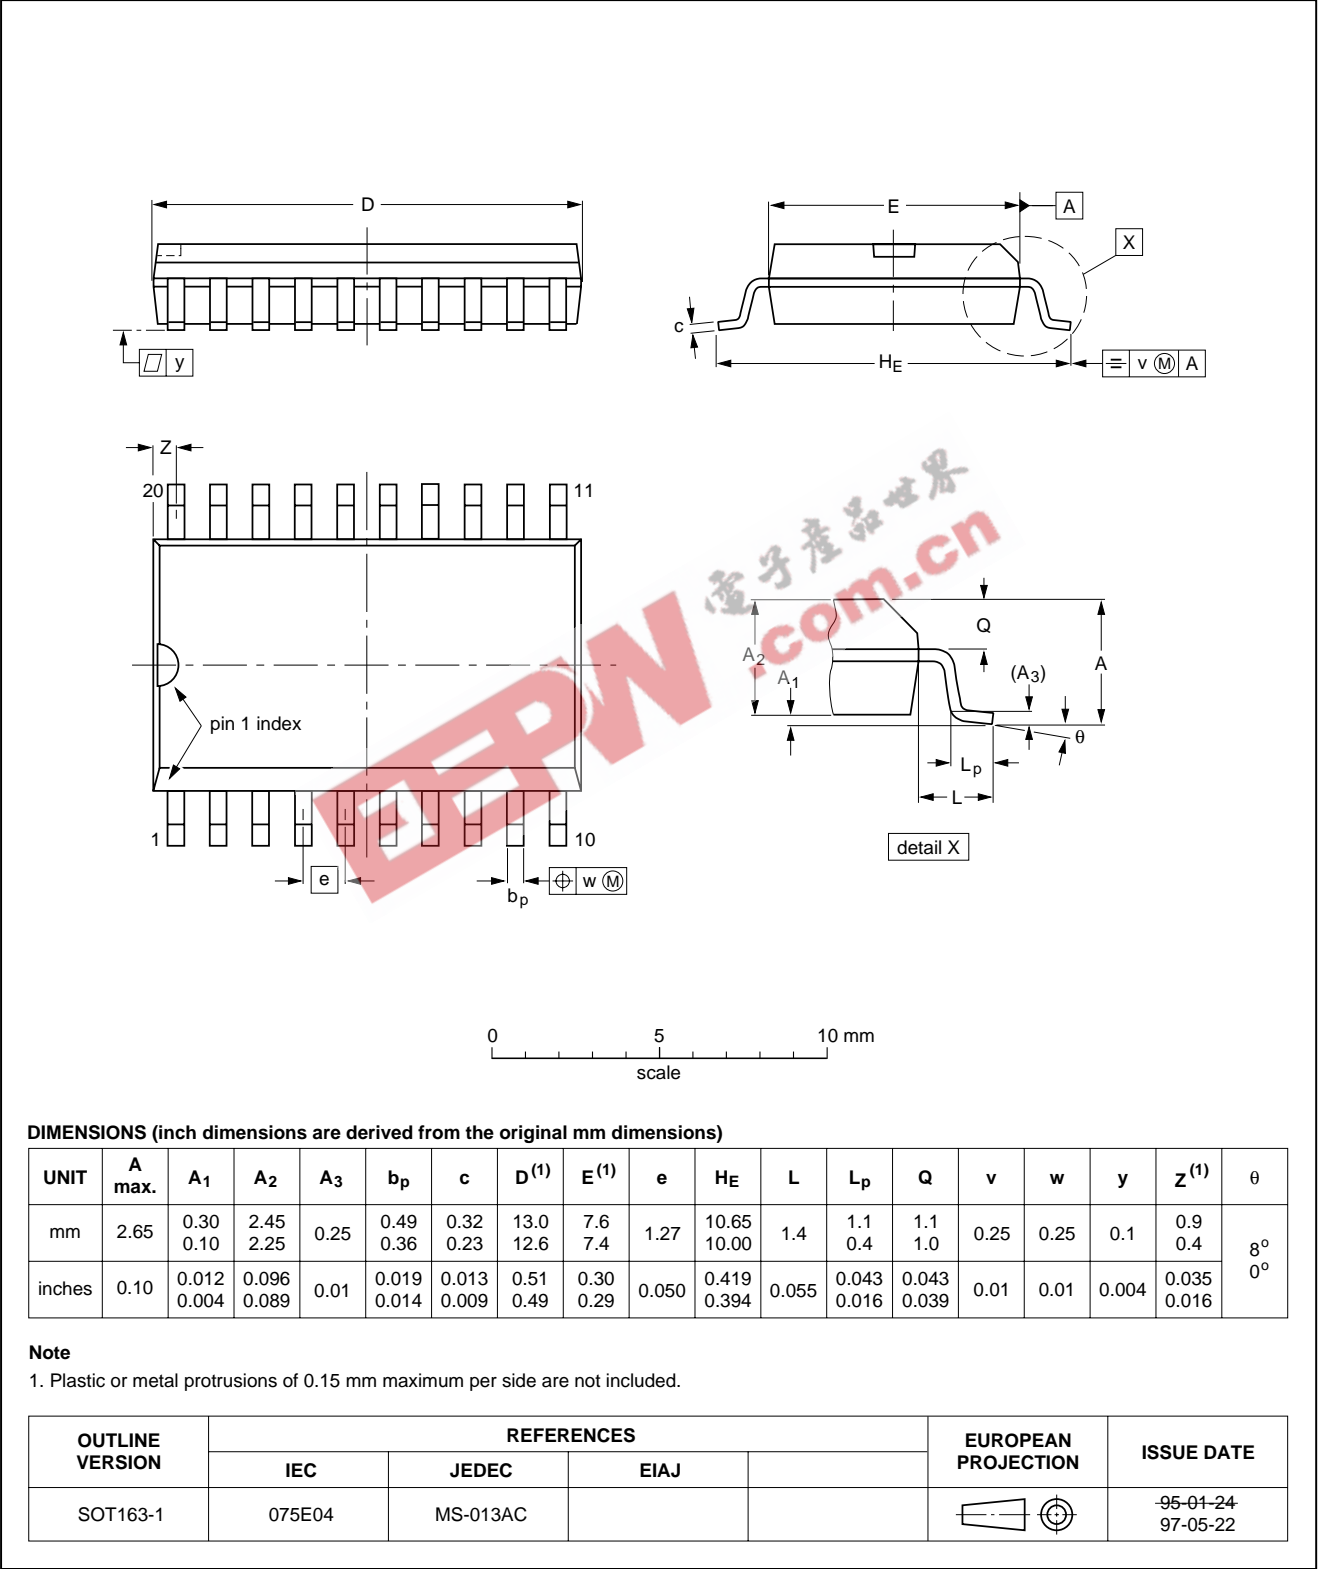 D
E
A
X
c
y
HE
v M A
Z
20
11
電子產品世界
.com.cn
EEPW
Q
A2
A
A1
(A3)
pin 1 index
θ
Lp
L
1
10
detail X
e
w M
bp
0 5 10 mm
scale
DIMENSIONS (inch dimensions are derived from the original mm dimensions)
UNIT A max. A1 A2 A3 bp c D(1) E(1) e HE L Lp Q v w y Z(1) θ
mm 2.65 0.30 0.10 2.45 2.25 0.25 0.49 0.36 0.32 0.23 13.0 12.6 7.6 7.4 1.27 10.65 10.00 1.4 1.1 0.4 1.1 1.0 0.25 0.25 0.1 0.9 0.4 8o 0o
inches 0.10 0.012 0.004 0.096 0.089 0.01 0.019 0.014 0.013 0.009 0.51 0.49 0.30 0.29 0.050 0.419 0.394 0.055 0.043 0.016 0.043 0.039 0.01 0.01 0.004 0.035 0.016
Note
1. Plastic or metal protrusions of 0.15 mm maximum per side are not included.
OUTLINE VERSION REFERENCES EUROPEAN PROJECTION ISSUE DATE
IEC JEDEC EIAJ
SOT163-1 075E04 MS-013AC 95-01-24
97-05-22